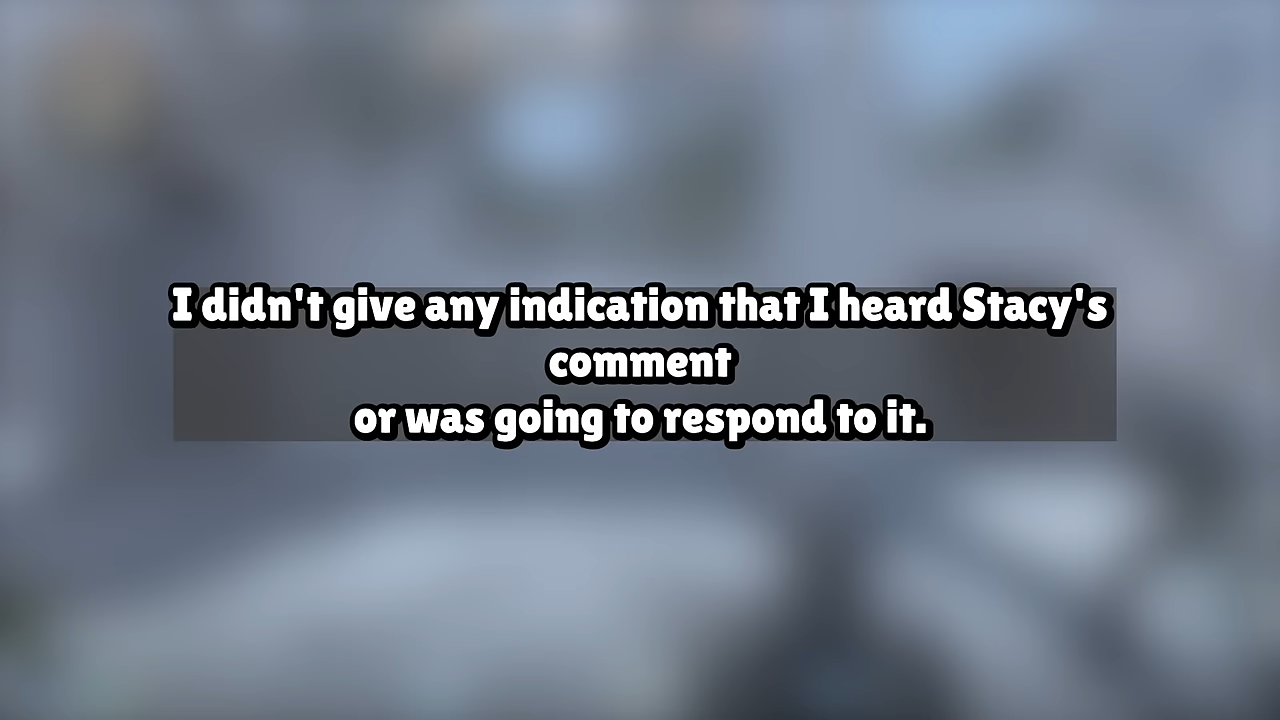 I didn't give any indication that I heard Stacy's
comment
or was going to respond to it.